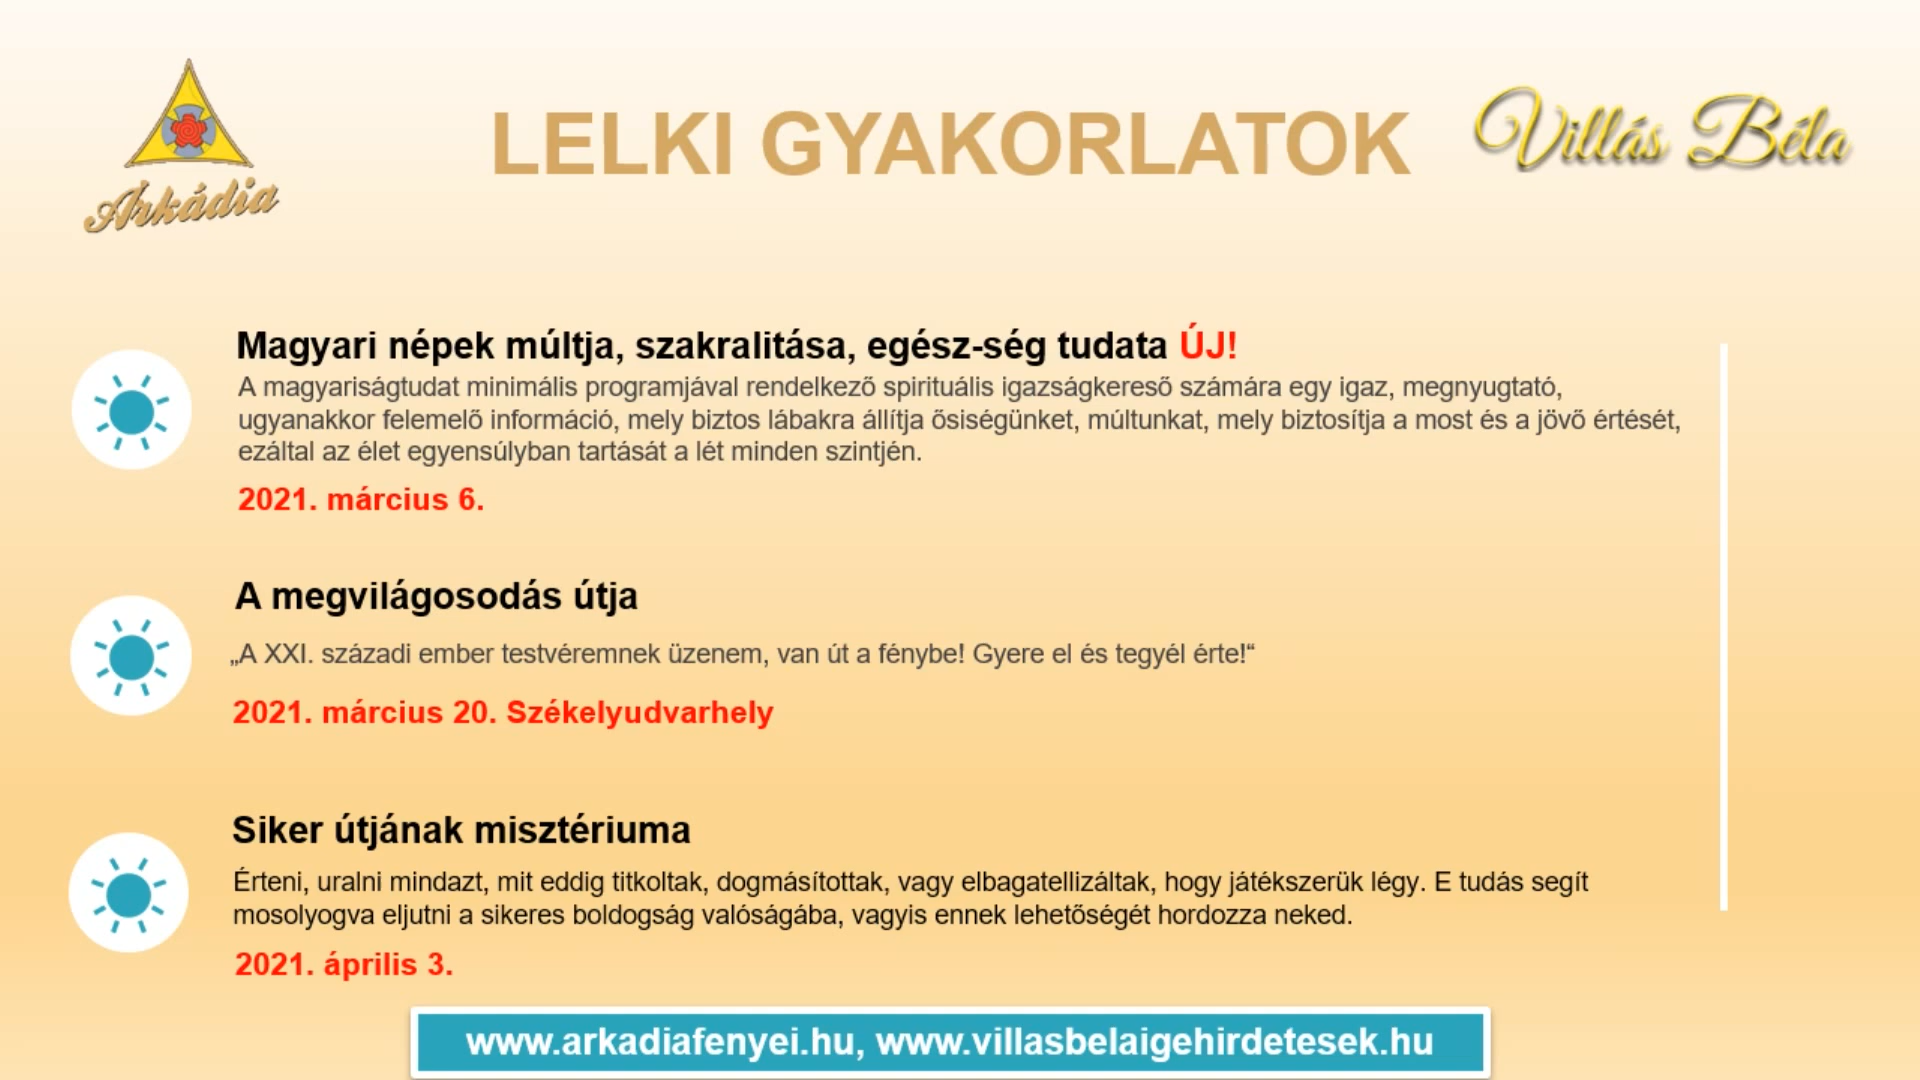 Árkádia
LELKI GYAKORLATOK
Villás Béla
Magyari népek múltja, szakralitása, egész-ség tudata ÚJ!
A magyariságtudat minimális programjával rendelkező spirituális igazságkereső számára egy igaz, megnyugtató,
ugyanakkor felemelő információ, mely biztos lábakra állítja ősiségünket, múltunkat, mely biztosítja a most és a jövő értését,
ezáltal az élet egyensúlyban tartását a lét minden szintjén.
2021. március 6.
A megvilágosodás útja
„A XXI. századi ember testvéremnek üzenem, van út a fénybe! Gyere el és tegyél érte!“
2021. március 20. Székelyudvarhely
Siker útjának misztériuma
Érteni, uralni mindazt, mit eddig titkoltak, dogmásítottak, vagy elbagatellizáltak, hogy játékszerük légy. E tudás segít
mosolyogva eljutni a sikeres boldogság valóságába, vagyis ennek lehetőségét hordozza neked.
2021. április 3.
www.arkadiafenyei.hu, www.villasbelaigehirdetesek.hu